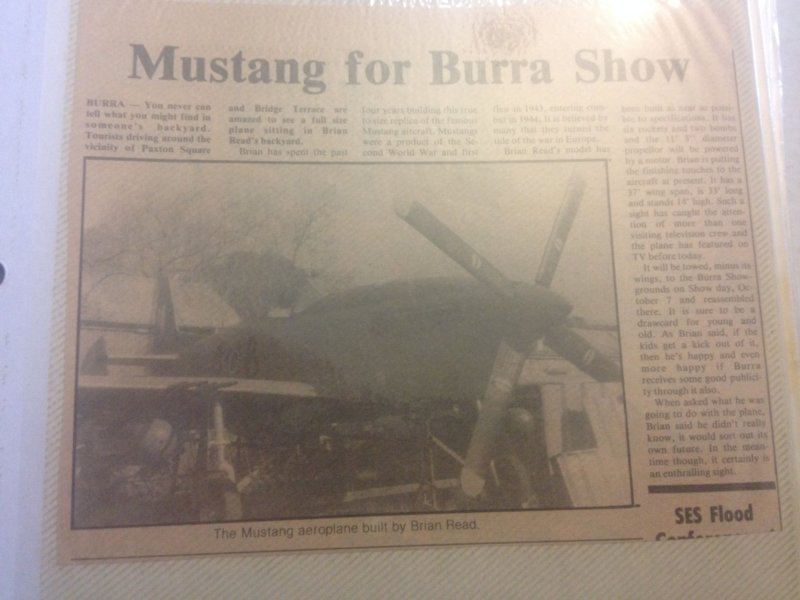 Mustang for Burra Show
BURRA — You never can
tell what you might find in
someone's backyard.
Tourists driving around the
vicinity of Paxton Square
and Bridge Terrace are
amazed to see a full size
plane sitting in Brian
Read's backyard.
Brian has spent the past
four years building this true
to size replica of the famous
Mustang aircraft. Mustangs
were a product of the Se-
cond World War and first
flew in 1943, entering com-
bat in 1944. It is believed by
many that they turned the
tide of the war in Europe.
Brian Read's model has
been built as near as possi-
ble to specifications. It has
six rockets and two bombs
and the 11' 5" diameter
propellor will be powered
by a motor. Brian is putting
the finishing touches to the
aircraft at present. It has a
37' wing span, is 33' long
and stands 14' high. Such a
sight has caught the atten-
tion of more than one
visiting television crew and
the plane has featured on
TV before today.
It will be towed, minus its
wings, to the Burra Show-
grounds on Show day, Oc-
tober 7 and reassembled
there. It is sure to be a
drawcard for young and
old. As Brian said, if the
kids get a kick out of it,
then he's happy and even
more happy if Burra
receives some good publici-
ty through it also.
When asked what he was
going to do with the plane,
Brian said he didn't really
know, it would sort out its
own future. In the mean-
time though, it certainly is
an enthralling sight.
The Mustang aeroplane built by Brian Read.
SES Flood